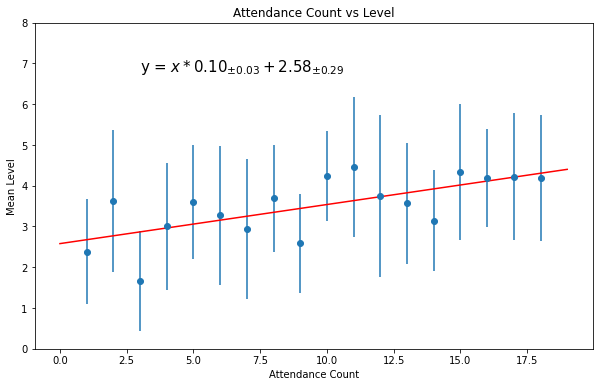 Attendance Count vs Level
y = x * 0.10±0.03 + 2.58±0.29
Mean Level
8
7
6
5
4
3
2
1
0
0.0 2.5 5.0 7.5 10.0 12.5 15.0 17.5
Attendance Count